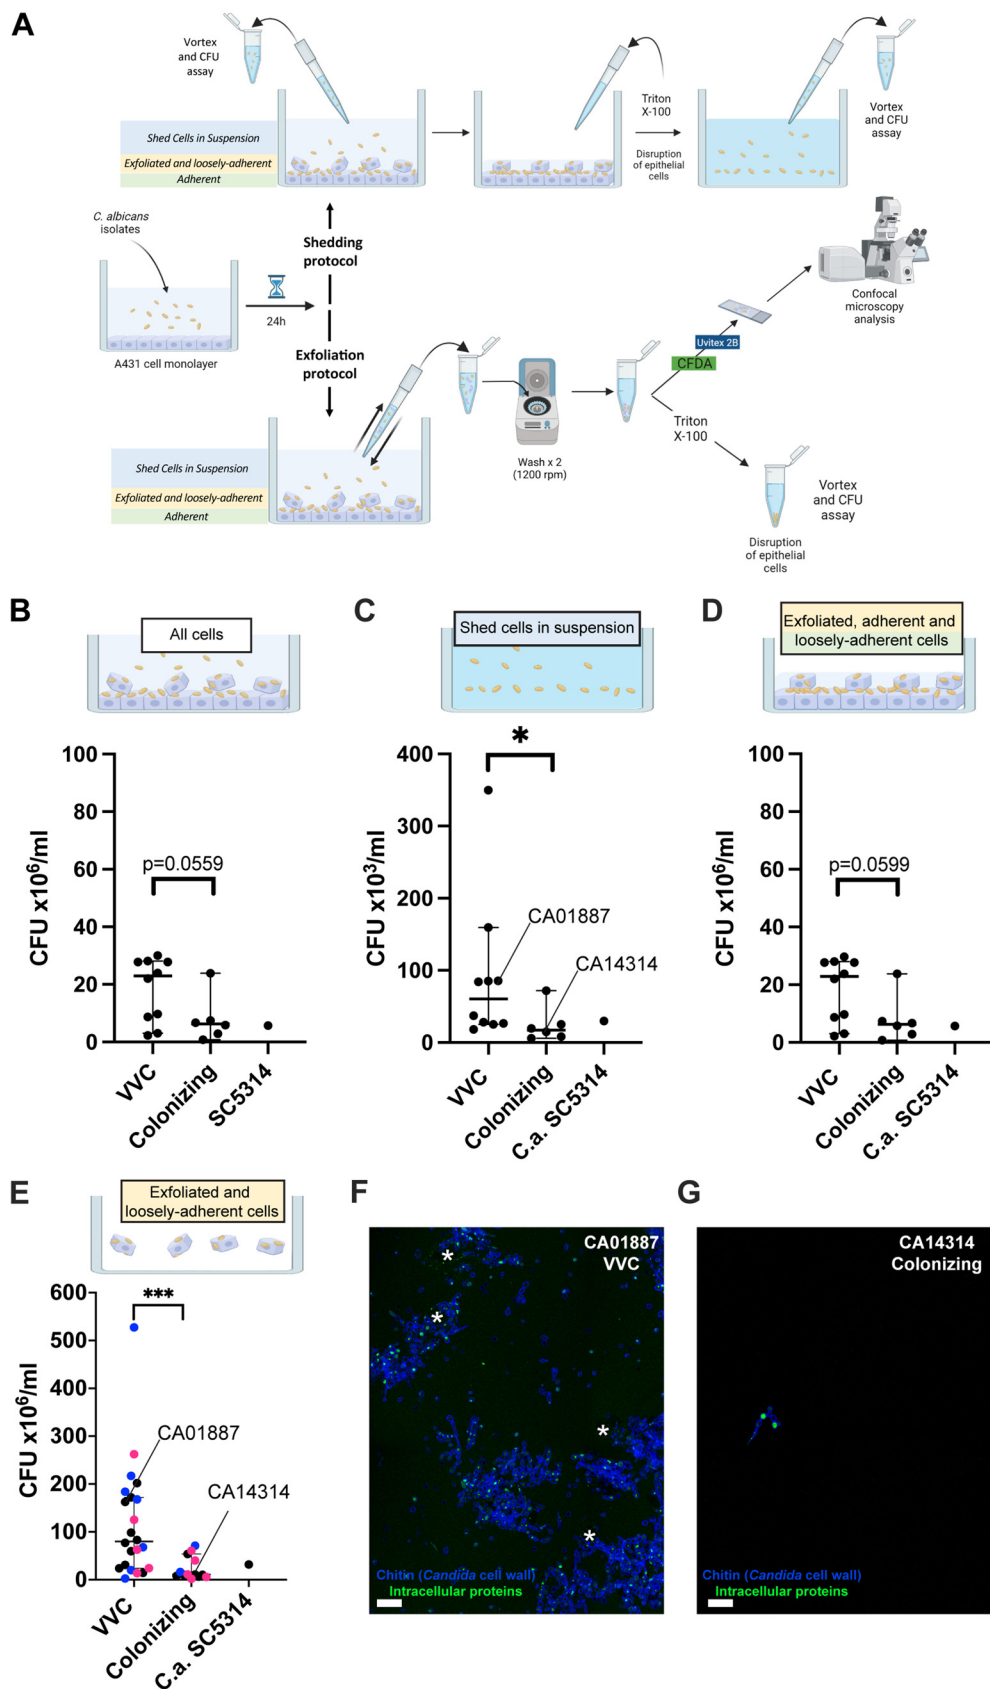 A
Vortex
and CFU
assay
Shed Cells in Suspension
Exfoliated and loosely-adherent
Adherent
Triton
X-100
Disruption
of epithelial
cells
Vortex
and CFU
assay
C. albicans
isolates
A431 cell monolayer
24h
Shedding
protocol
Exfoliation
protocol
Shed Cells in Suspension
Exfoliated and loosely-adherent
Adherent
Wash x 2
(1200 rpm)
Uvitex 2B
CFDA
Confocal
microscopy
analysis
Triton
X-100
Vortex
and CFU
assay
Disruption
of epithelial
cells
B
All cells
CFU x10⁶/ml
100
80
60
40
20
0
p=0.0559
VVC
Colonizing
SC5314
C
Shed cells in suspension
CFU x10³/ml
400
300
200
100
0
*
CA01887
CA14314
VVC
Colonizing
C.a. SC5314
D
Exfoliated, adherent and
loosely-adherent cells
CFU x10⁶/ml
100
80
60
40
20
0
p=0.0599
VVC
Colonizing
C.a. SC5314
E
Exfoliated and
loosely-adherent cells
CFU x10⁶/ml
600
500
400
300
200
100
0
***
CA01887
CA14314
VVC
Colonizing
C.a. SC5314
F
CA01887
VVC
*
*
*
*
Chitin (Candida cell wall)
Intracellular proteins
G
CA14314
Colonizing
Chitin (Candida cell wall)
Intracellular proteins